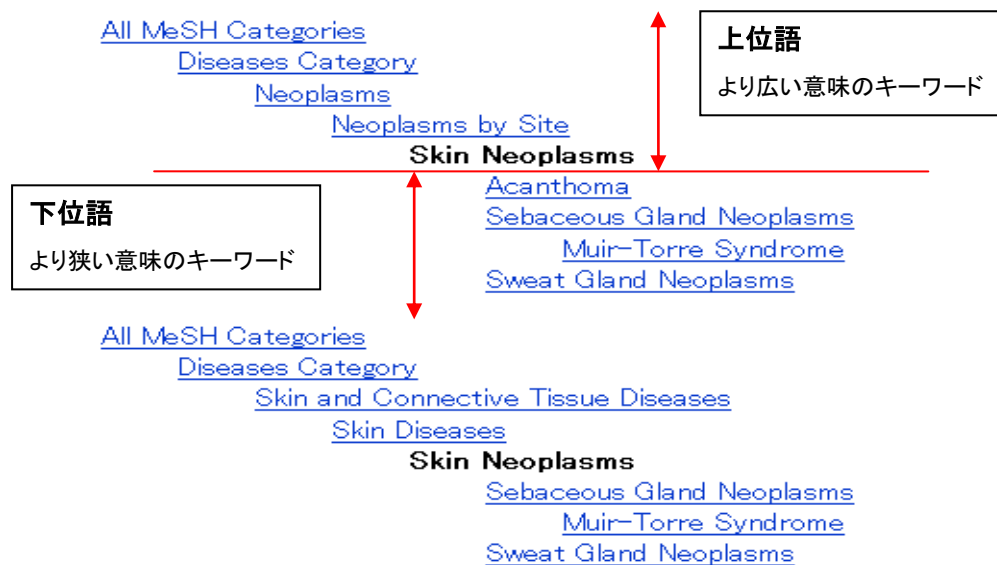 All MeSH Categories
上位語
Diseases Category
より広い意味のキーワード
Neoplasms
Neoplasms by Site
Skin Neoplasms
Acanthoma
下位語
Sebaceous Gland Neoplasms
Muir-Torre Syndrome
より狭い意味のキーワード
Sweat Gland Neoplasms
All MeSH Categories
Diseases Category
Skin and Connective Tissue Diseases
Skin Diseases
Skin Neoplasms
Sebaceous Gland Neoplasms
Muir-Torre Syndrome
Sweat Gland Neoplasms